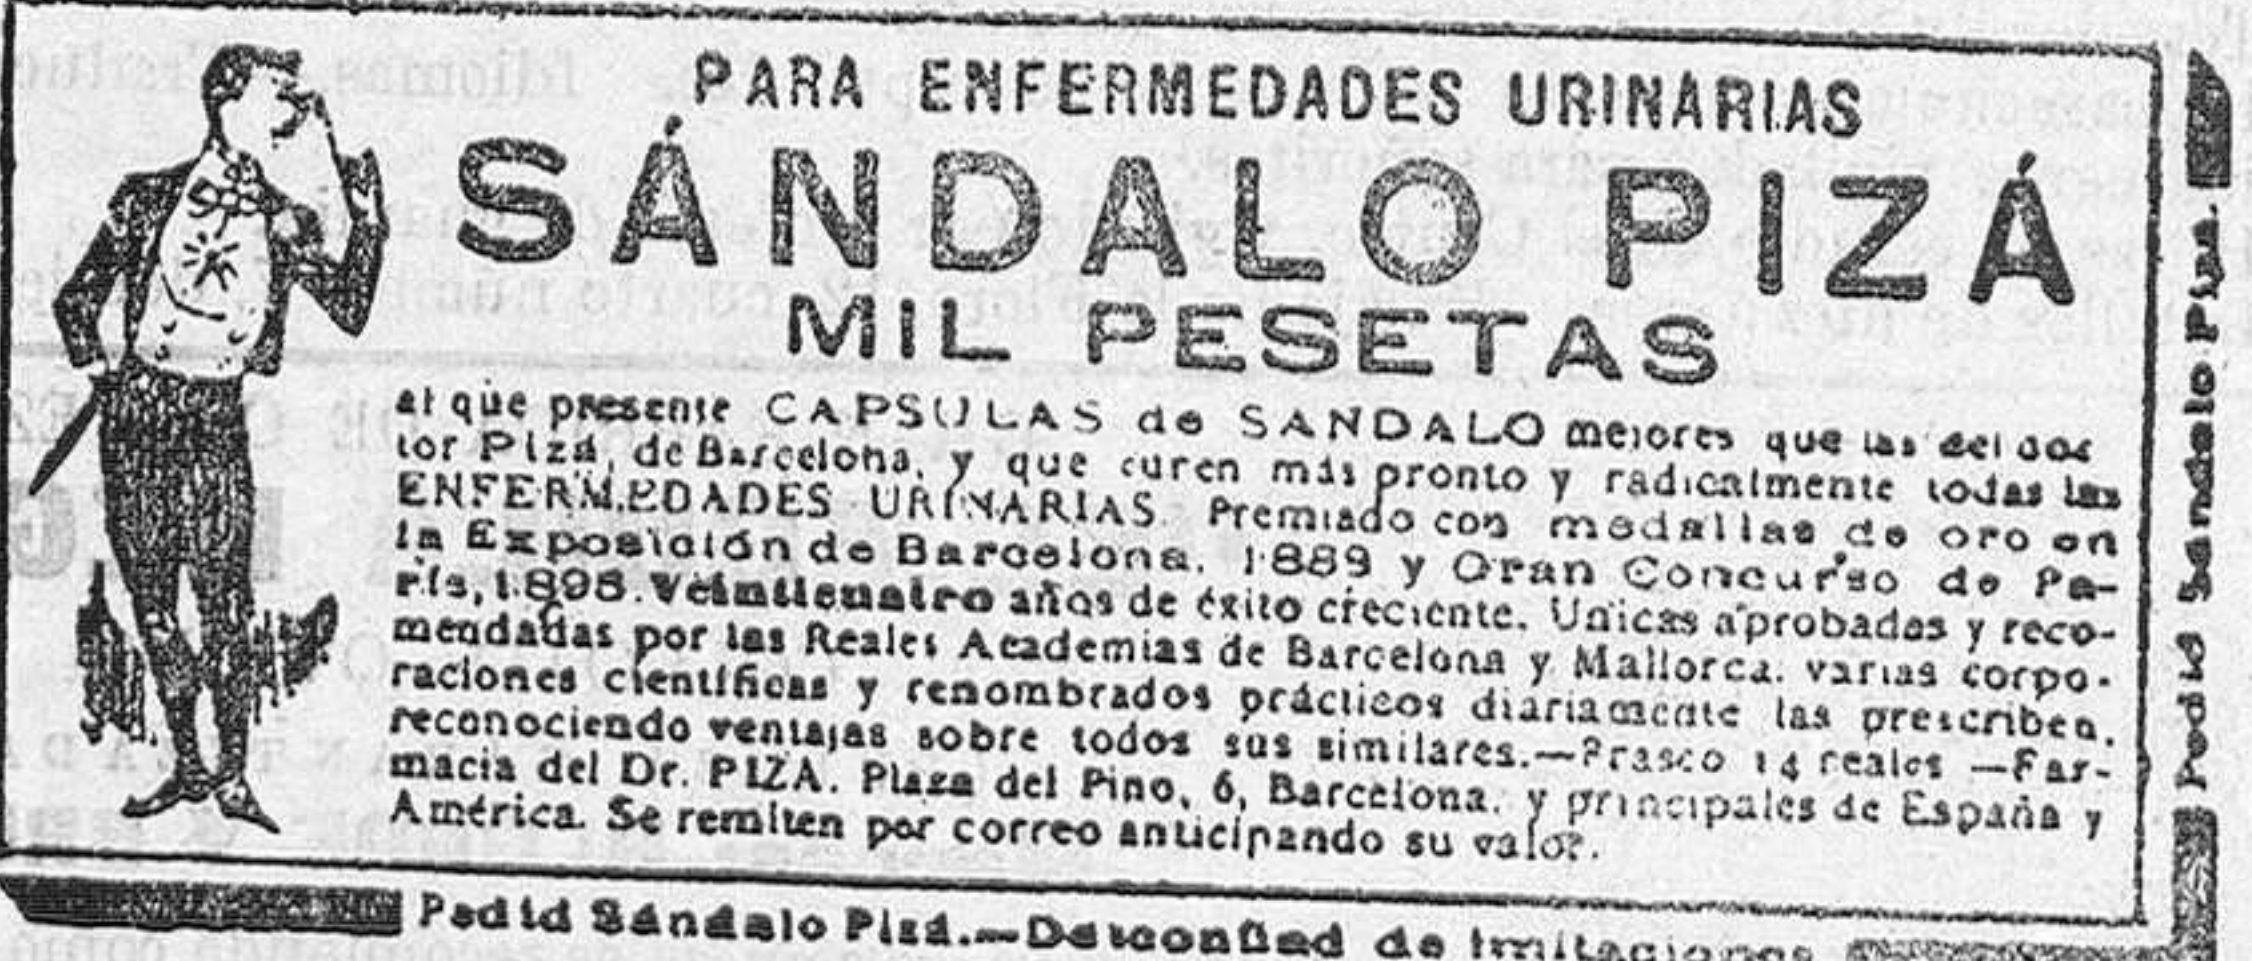 PARA ENFERMEDADES URINARIAS
SÁNDALO PIZÁ
MIL PESETAS
al que presente CAPSULAS de SANDALO mejores que las del doc
tor Pizá, de Barcelona, y que curen más pronto y radicalmente todas las
ENFERMEDADES URINARIAS. Premiado con medallas de oro en
la Exposición de Barcelona, 1889 y Gran Concurso de Pa-
rís, 1.895. Veinticuatro años de éxito creciente. Unicas aprobadas y reco-
mendadas por las Reales Academias de Barcelona y Mallorca. varias corpo-
raciones científicas y renombrados prácticos diariamente las prescriben,
reconociendo ventajas sobre todos sus similares.—Frasco 14 reales —Far-
macia del Dr. PIZA. Plaza del Pino, 6, Barcelona. y principales de España y
América. Se remiten por correo anticipando su valor.
Pedid Sándalo Pizá.—Desconfiad de imitaciones
Pedid Sandalo Piza.